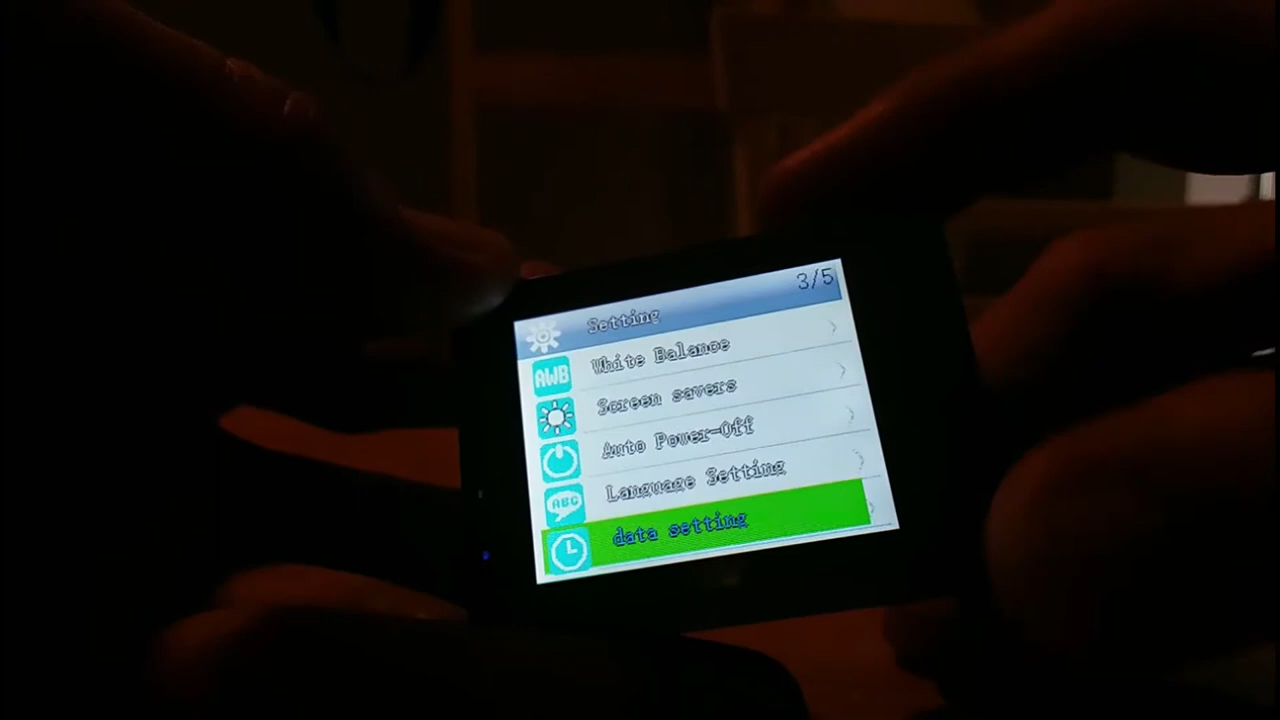 Setting 3/5
AWB White Balance
Screen savers
Auto Power-Off
ABC Language Setting
data setting